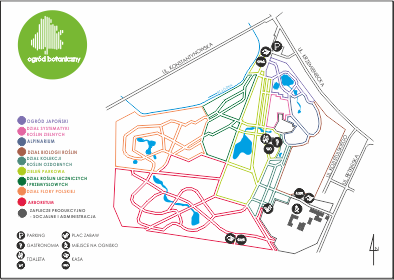 ogród botaniczny
P
UL. KONSTANTYNOWSKA
UL. KRZEMIENIECKA
UL. RETKIŃSKA
OGRÓD JAPOŃSKI
DZIAŁ SYSTEMATYKI
ROŚLIN ZIELNYCH
ALPINARIUM
DZIAŁ BIOLOGII ROŚLIN
DZIAŁ KOLEKCJI
ROŚLIN OZDOBNYCH
DZIAŁ ZIELENI PARKOWEJ
DZIAŁ ROŚLIN LECZNICZYCH
I PRZEMYSŁOWYCH
DZIAŁ FLORY POLSKIEJ
ARBORETUM
ZAPLECZE PRODUKCYJNO
- SOCJALNE I ADMINISTRACJA
P PARKING
PLAC ZABAW
GASTRONOMIA
MIEJSCE NA OGNISKO
TOALETA
KASA